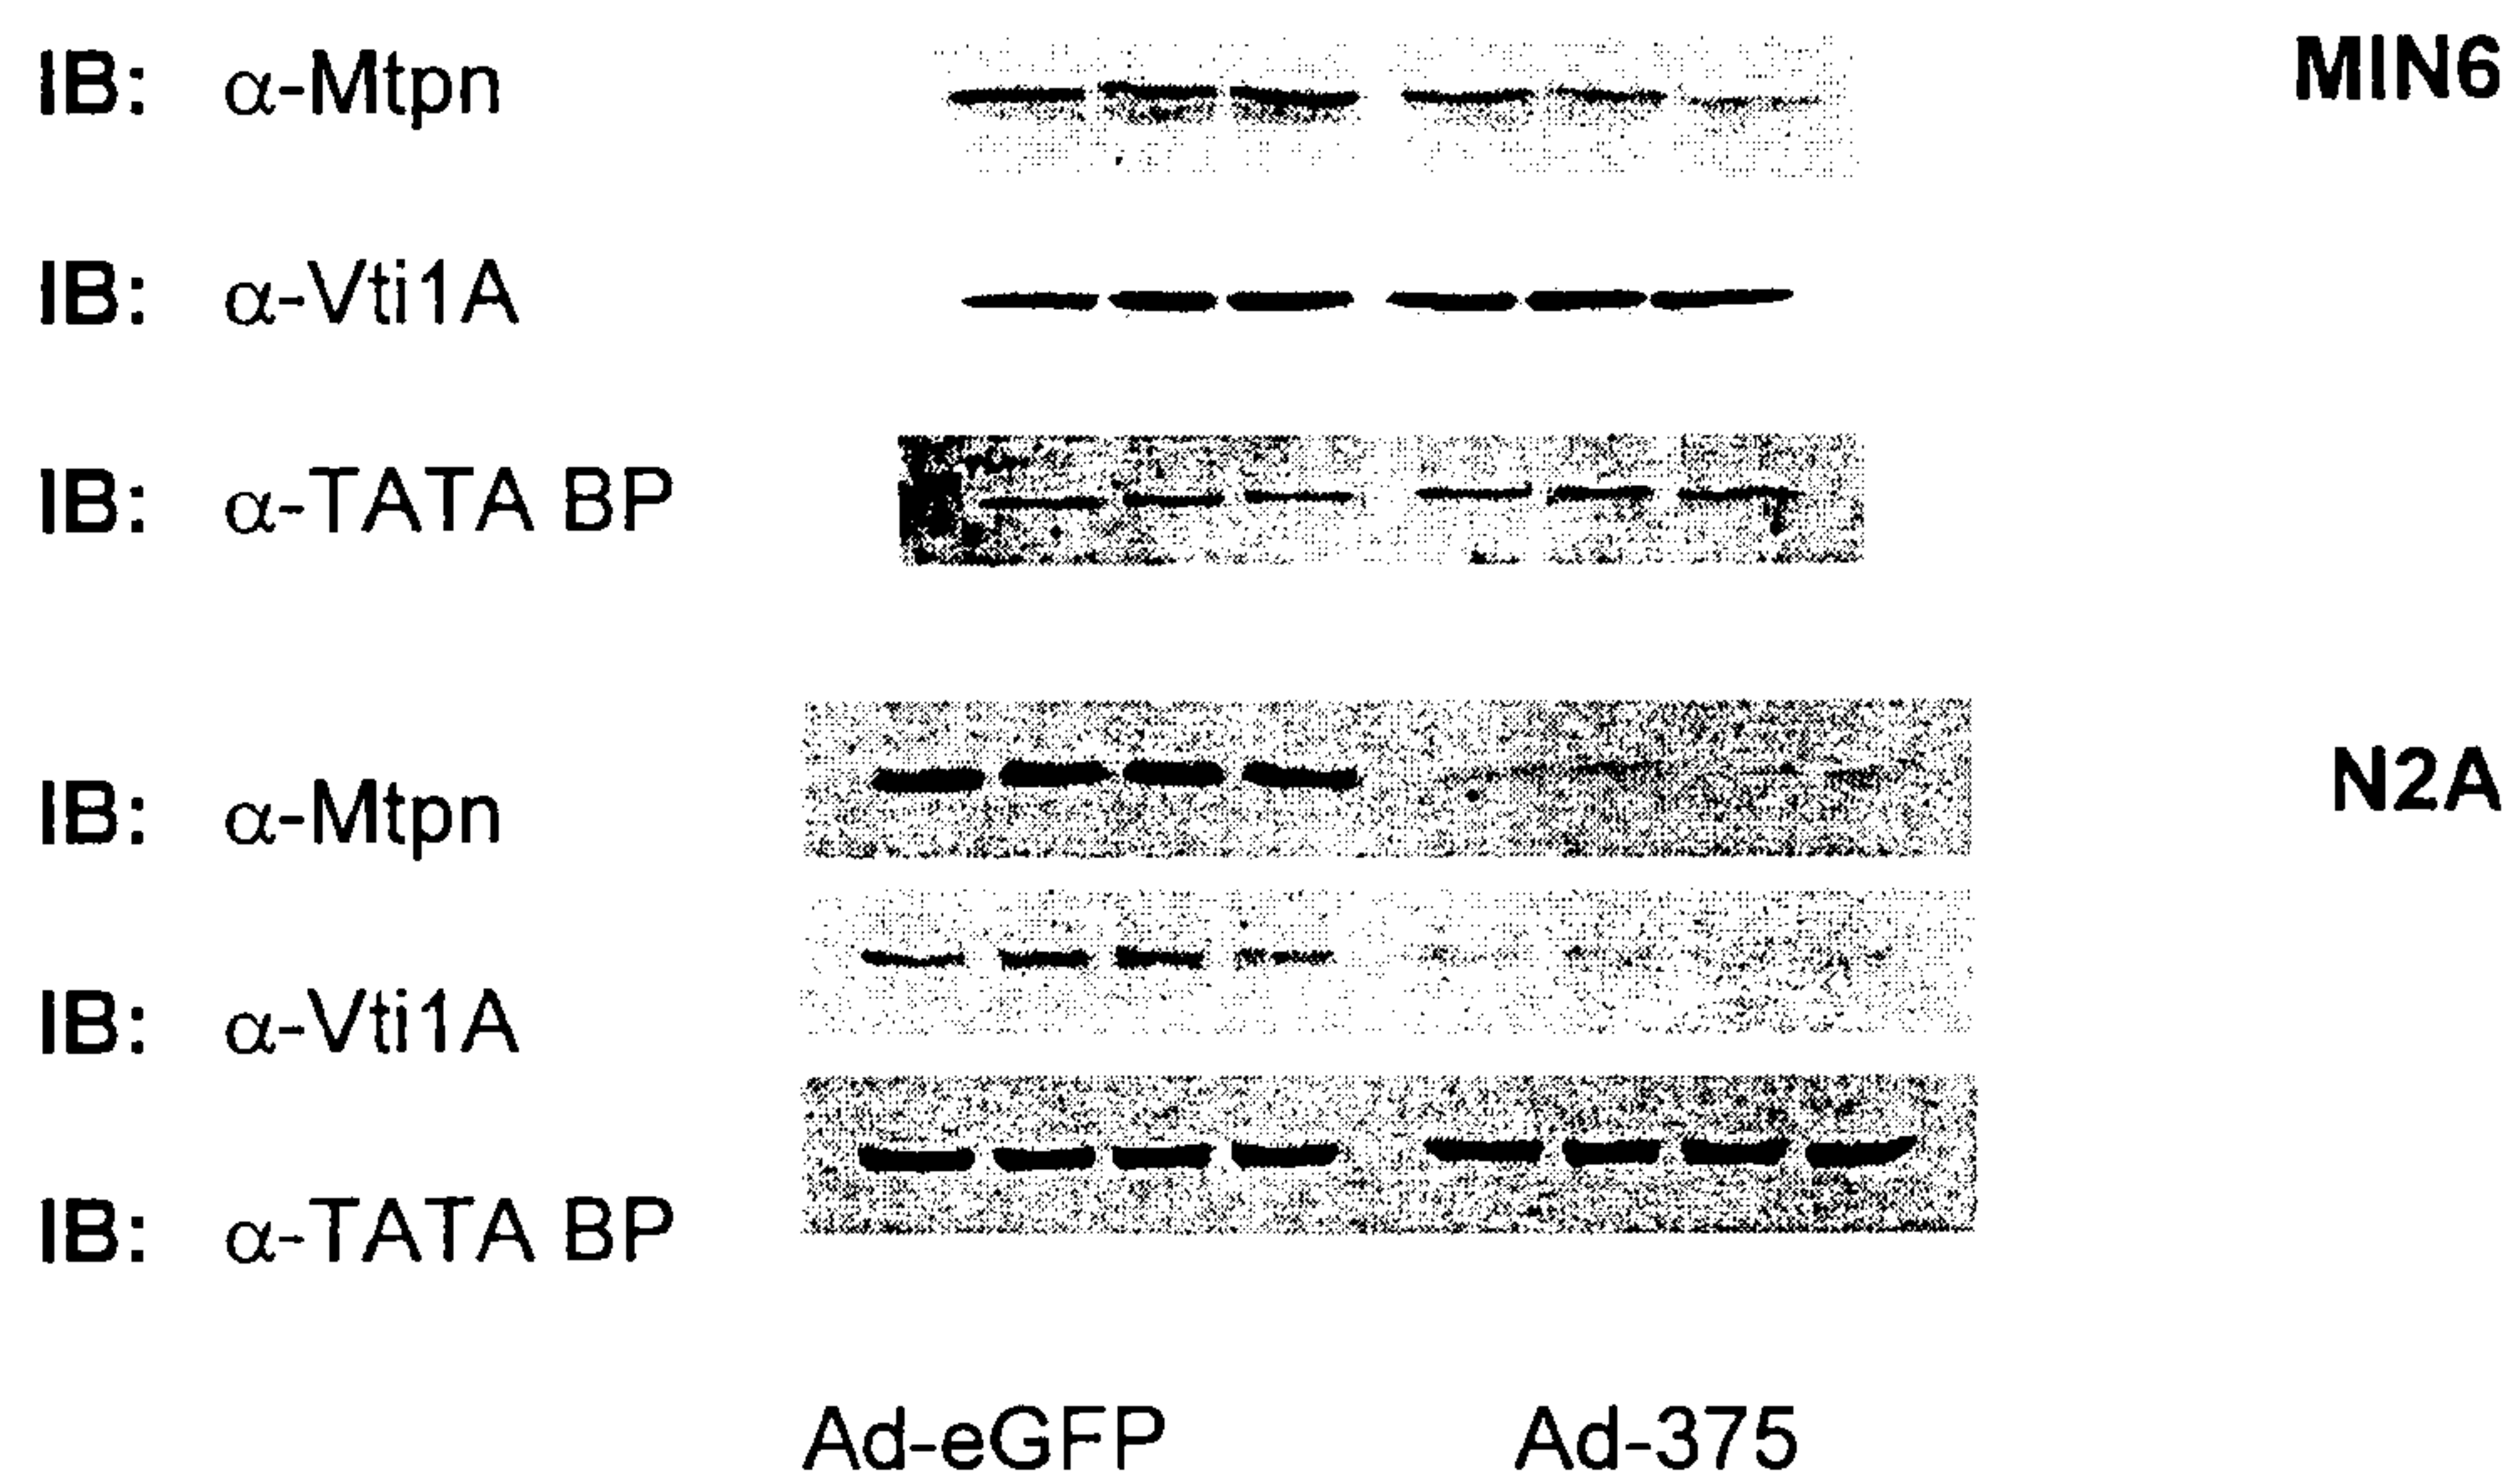 IB: α-Mtpn MIN6
IB: α-Vti1A
IB: α-TATA BP
IB: α-Mtpn N2A
IB: α-Vti1A
IB: α-TATA BP
Ad-eGFP Ad-375